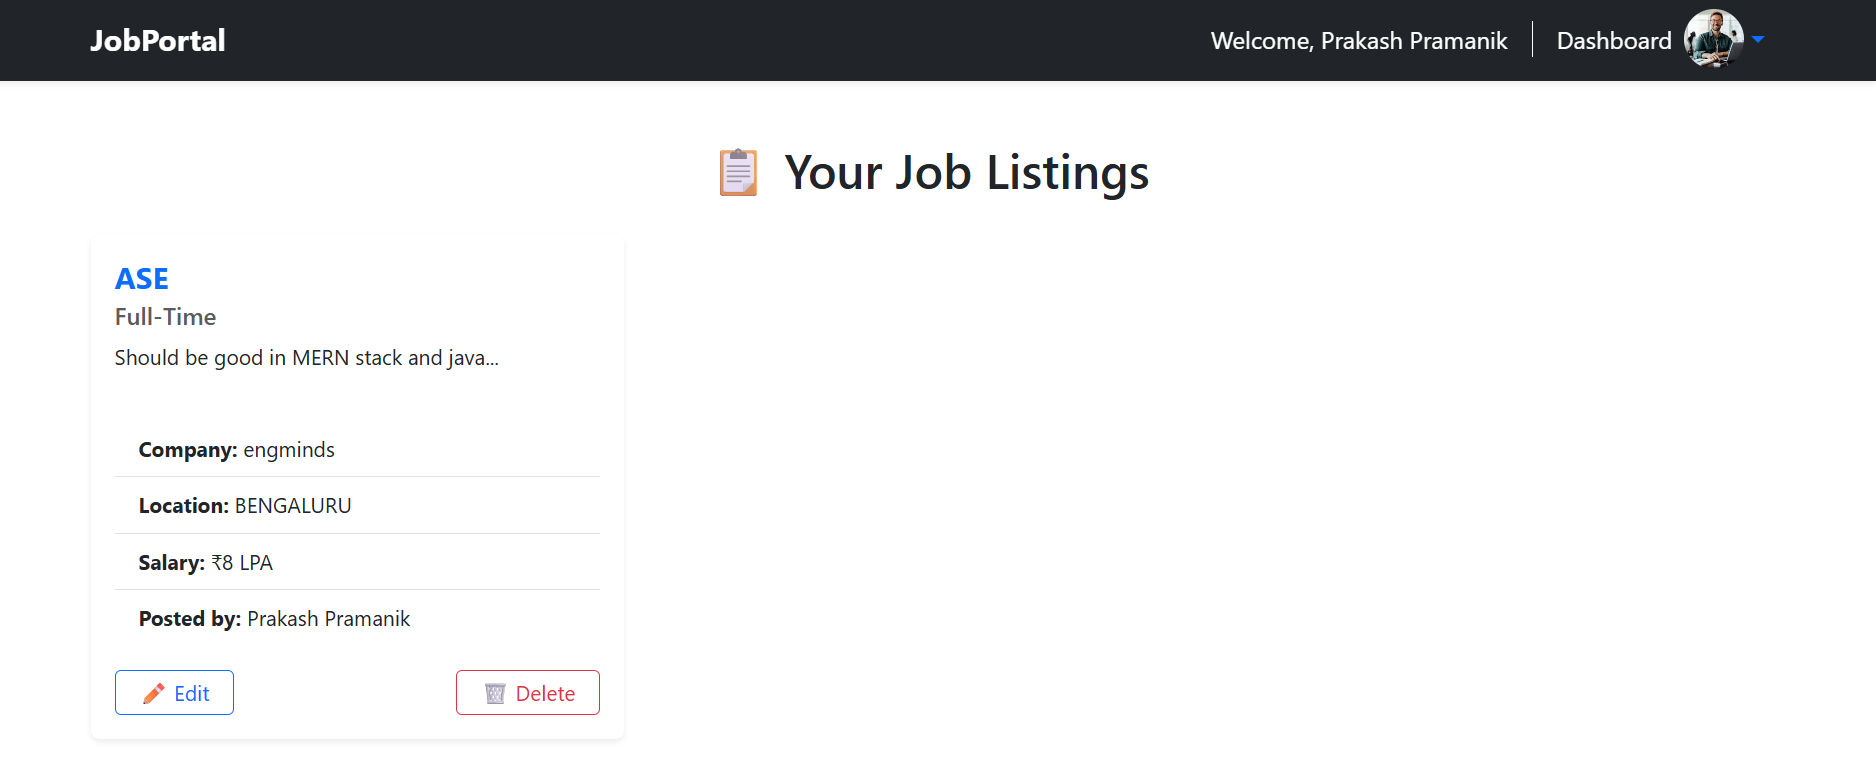 JobPortal
Welcome, Prakash Pramanik
Dashboard
Your Job Listings
ASE
Full-Time
Should be good in MERN stack and java...
Company: engminds
Location: BENGALURU
Salary: ₹8 LPA
Posted by: Prakash Pramanik
Edit
Delete